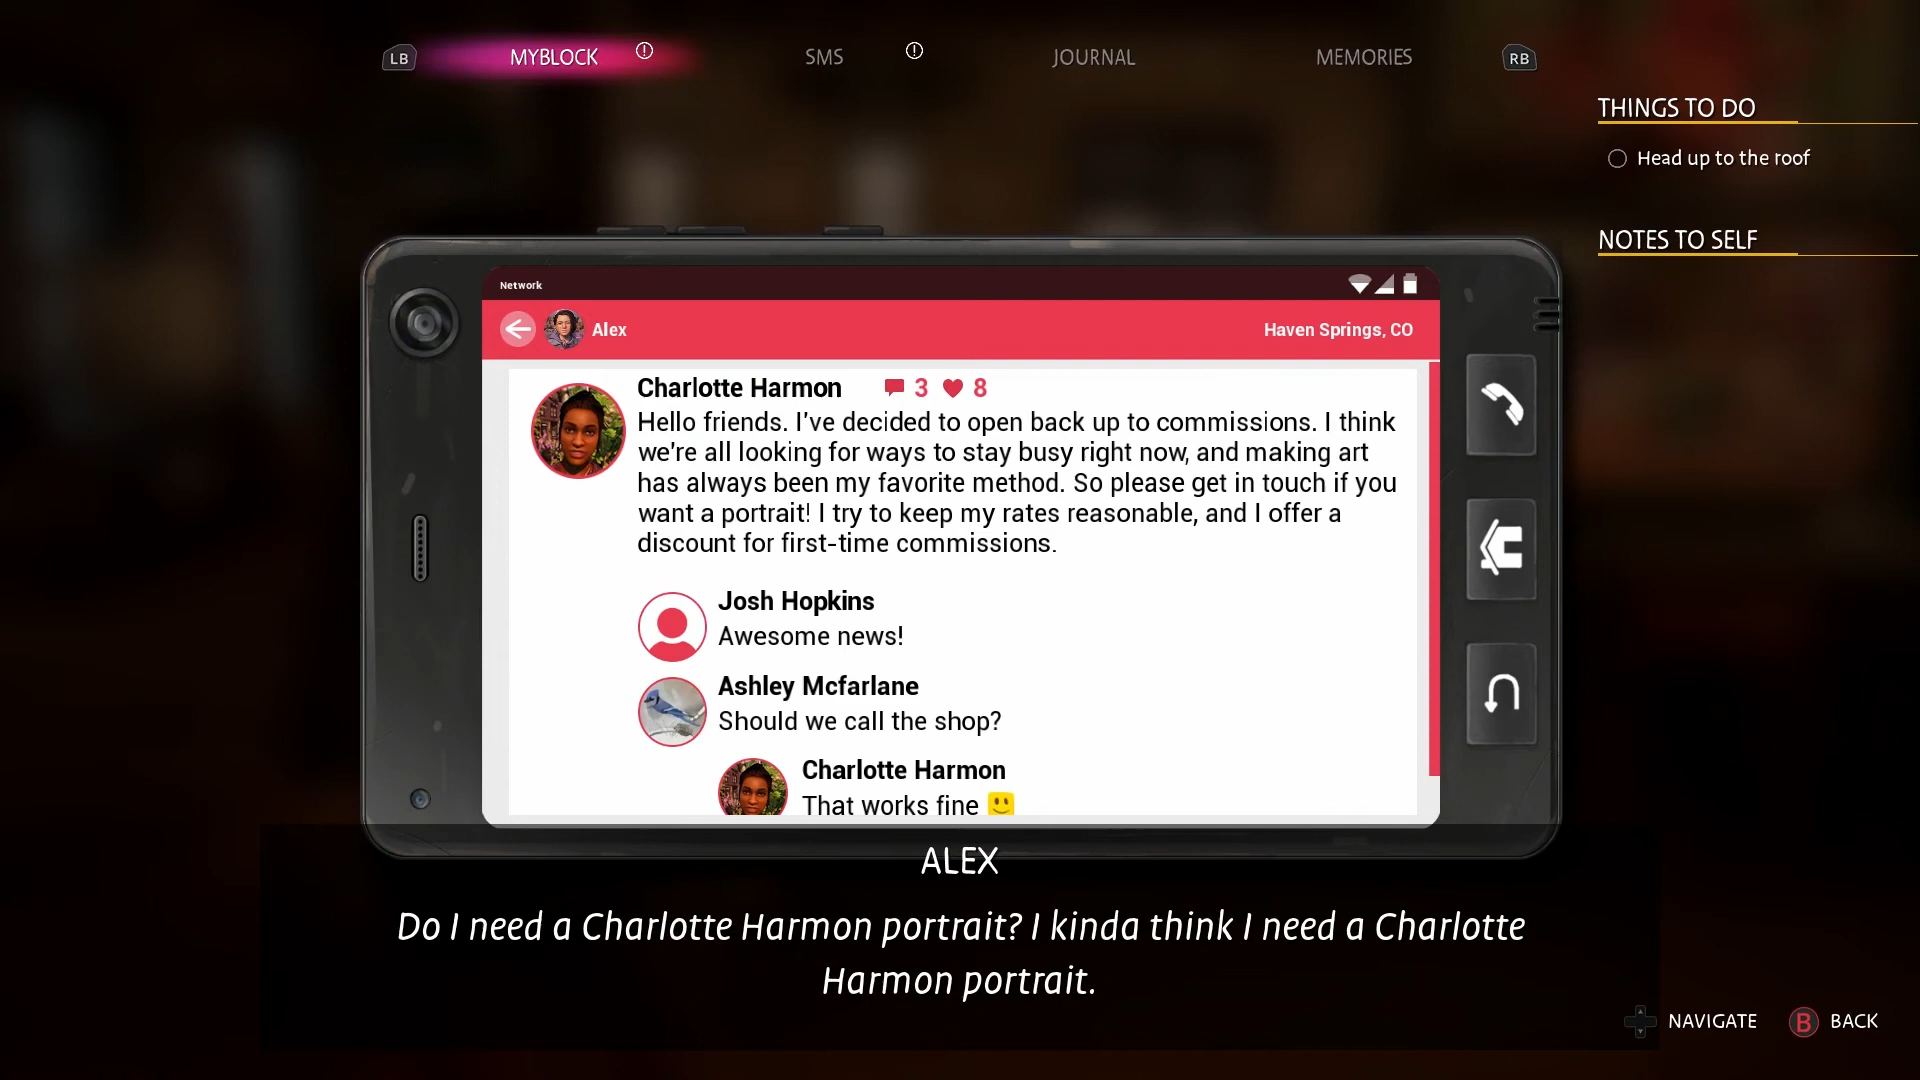 LB
MYBLOCK
SMS
JOURNAL
MEMORIES
RB
THINGS TO DO
Head up to the roof
NOTES TO SELF
Network
Alex
Haven Springs, CO
Charlotte Harmon 3 8
Hello friends. I've decided to open back up to commissions. I think
we're all looking for ways to stay busy right now, and making art
has always been my favorite method. So please get in touch if you
want a portrait! I try to keep my rates reasonable, and I offer a
discount for first-time commissions.
Josh Hopkins
Awesome news!
Ashley Mcfarlane
Should we call the shop?
Charlotte Harmon
That works fine 🙂
ALEX
Do I need a Charlotte Harmon portrait? I kinda think I need a Charlotte
Harmon portrait.
NAVIGATE
B BACK